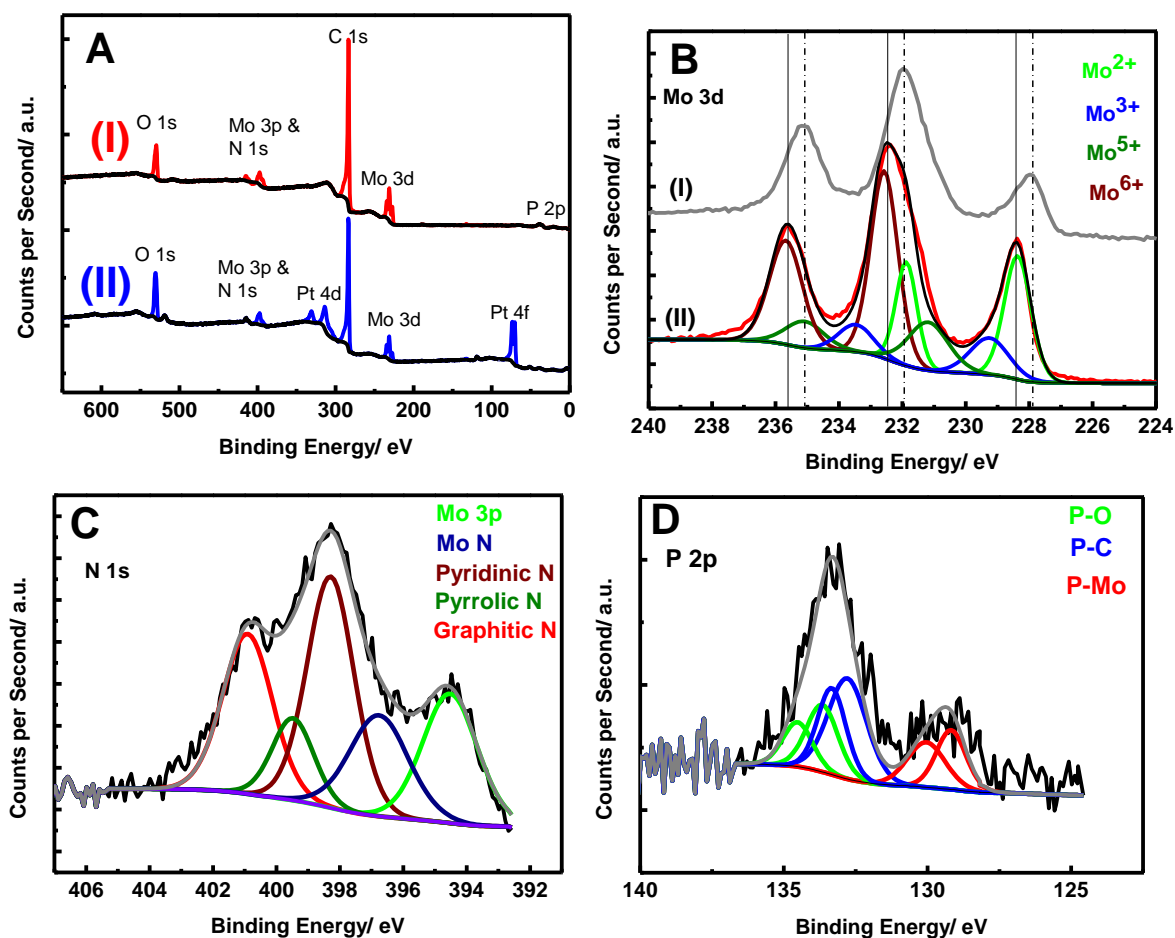 A
C 1s
(I)
O 1s
Mo 3p &
N 1s
Mo 3d
P 2p
(II)
O 1s
Mo 3p &
N 1s
Pt 4d
Mo 3d
Pt 4f
Counts per Second/ a.u.
600 500 400 300 200 100 0
Binding Energy/ eV
B
Mo 3d
Mo2+
Mo3+
Mo5+
Mo6+
(I)
(II)
Counts per Second/ a.u.
240 238 236 234 232 230 228 226 224
Binding Energy/ eV
C
N 1s
Mo 3p
Mo N
Pyridinic N
Pyrrolic N
Graphitic N
Counts per Second/ a.u.
406 404 402 400 398 396 394 392
Binding Energy/ eV
D
P 2p
P-O
P-C
P-Mo
Counts per Second/ a.u.
140 135 130 125
Binding Energy/ eV